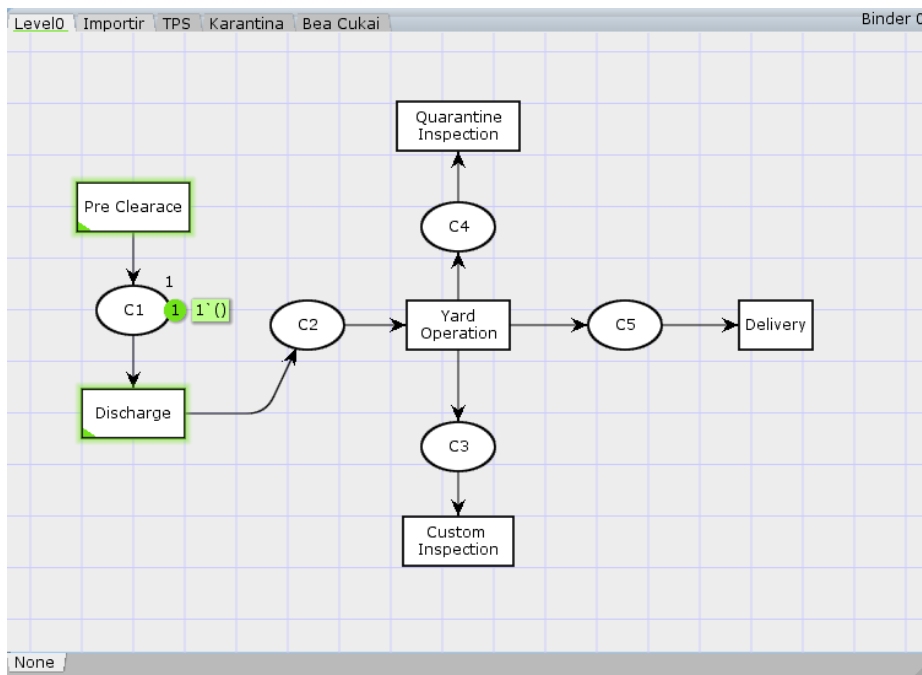 Level0 Importir TPS Karantina Bea Cukai
Binder 0
Quarantine
Inspection
Pre Clearace
C4
1
C1
1
1`()
C2
Yard
Operation
C5
Delivery
Discharge
C3
Custom
Inspection
None